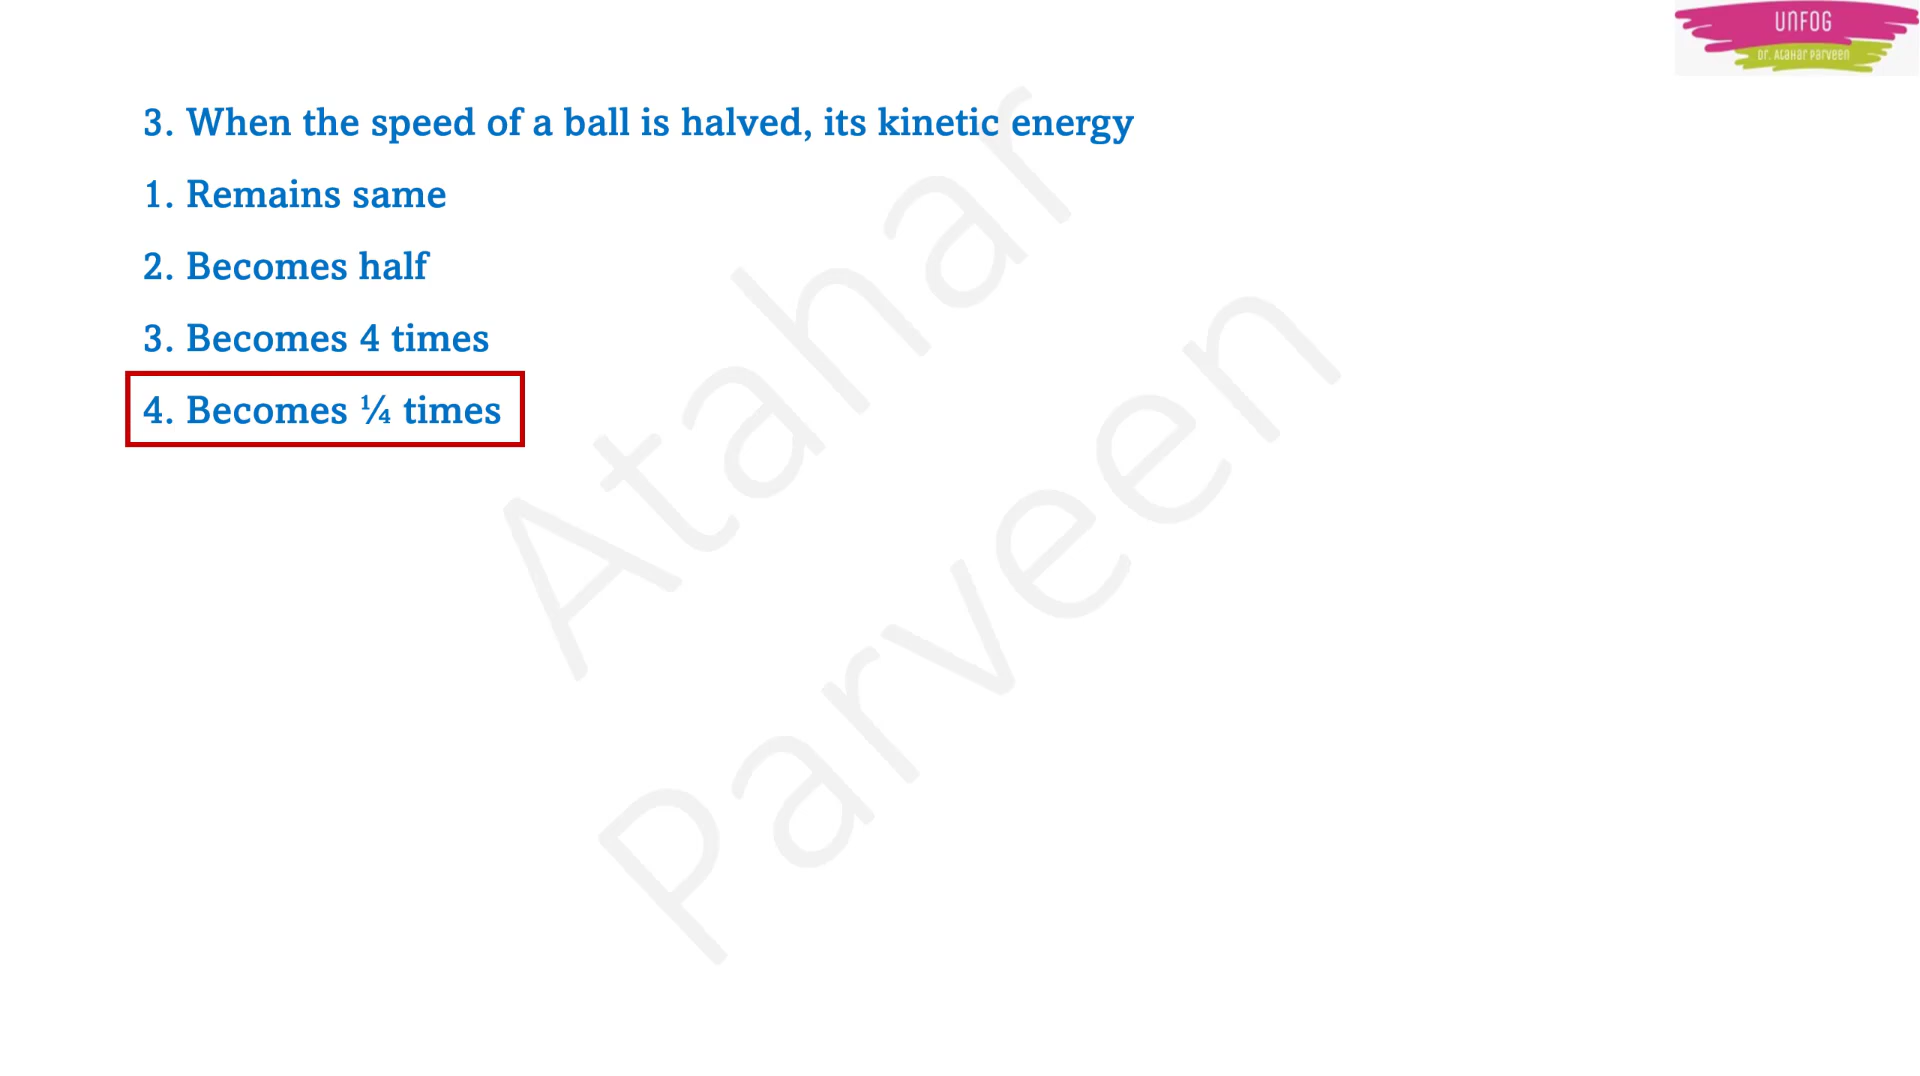 UNFOG
Dr. Atahar Parveen
3. When the speed of a ball is halved, its kinetic energy
1. Remains same
2. Becomes half
3. Becomes 4 times
4. Becomes ¼ times
Atahar
Parveen